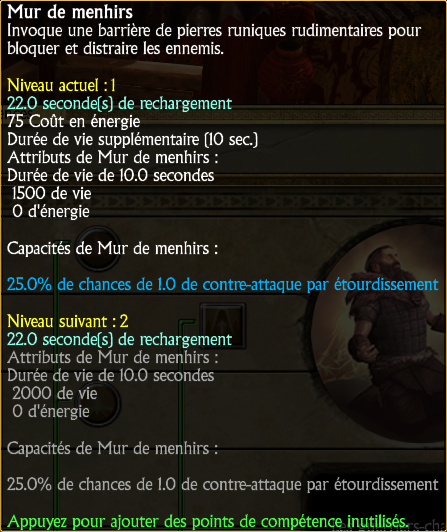 Mur de menhirs
Invoque une barrière de pierres runiques rudimentaires pour
bloquer et distraire les ennemis.
Niveau actuel : 1
22.0 seconde(s) de rechargement
75 Coût en énergie
Durée de vie supplémentaire (10 sec.)
Attributs de Mur de menhirs :
Durée de vie de 10.0 secondes
1500 de vie
0 d'énergie
Capacités de Mur de menhirs :
25.0% de chances de 1.0 de contre-attaque par étourdissement
Niveau suivant : 2
22.0 seconde(s) de rechargement
Attributs de Mur de menhirs :
Durée de vie de 10.0 secondes
2000 de vie
0 d'énergie
Capacités de Mur de menhirs :
25.0% de chances de 1.0 de contre-attaque par étourdissement
Appuyez pour ajouter des points de compétence inutilisés.